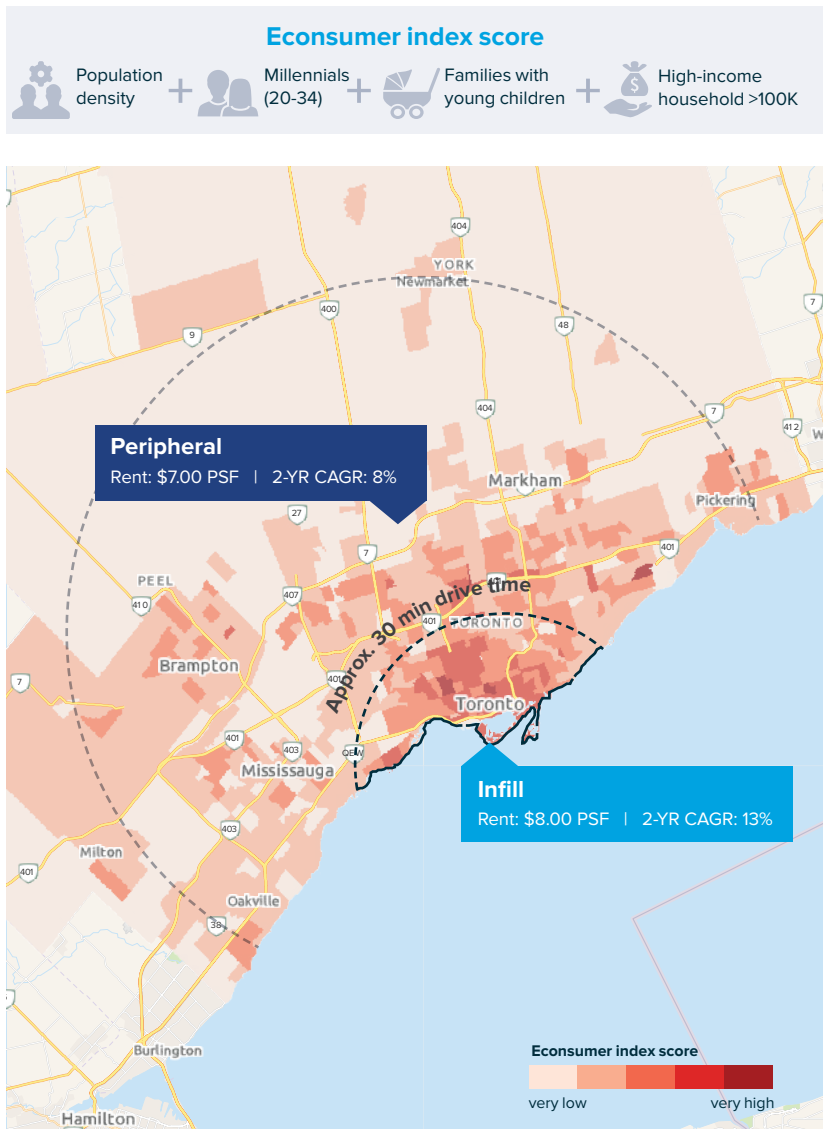 Econsumer index score
Population
density
+
Millennials
(20-34)
+
Families with
young children
+
$
High-income
household >100K
404
YORK
Newmarket
400
9
48
7
7
404
412
Peripheral
Rent: $7.00 PSF | 2-YR CAGR: 8%
Markham
Pickering
27
7
401
PEEL
410
407
Approx. 30 min drive time
401
TORONTO
Brampton
401
7
Toronto
401
403
QEW
Mississauga
Infill
Rent: $8.00 PSF | 2-YR CAGR: 13%
403
Milton
401
Oakville
38
Burlington
Hamilton
Econsumer index score
very low
very high